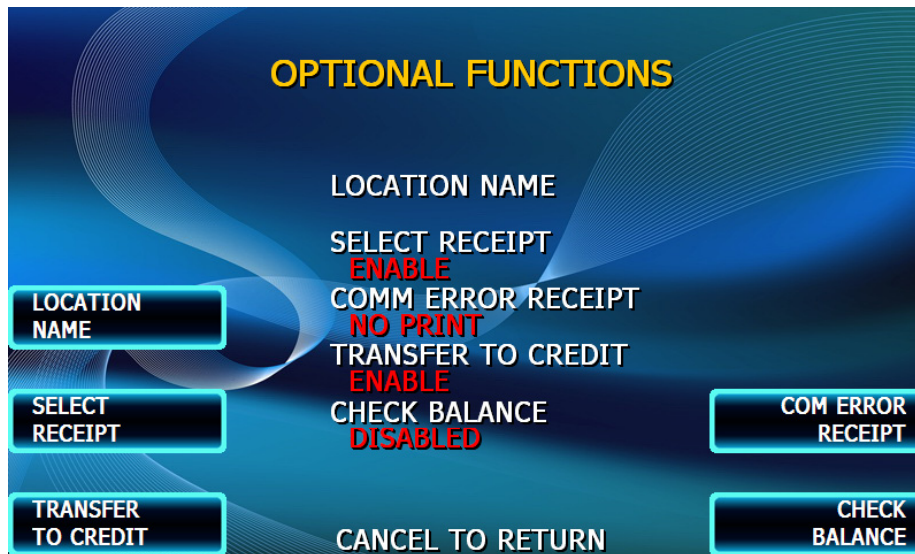 OPTIONAL FUNCTIONS
LOCATION NAME
SELECT RECEIPT
ENABLE
COMM ERROR RECEIPT
NO PRINT
TRANSFER TO CREDIT
ENABLE
CHECK BALANCE
DISABLED
CANCEL TO RETURN
LOCATION
NAME
SELECT
RECEIPT
TRANSFER
TO CREDIT
COM ERROR
RECEIPT
CHECK
BALANCE